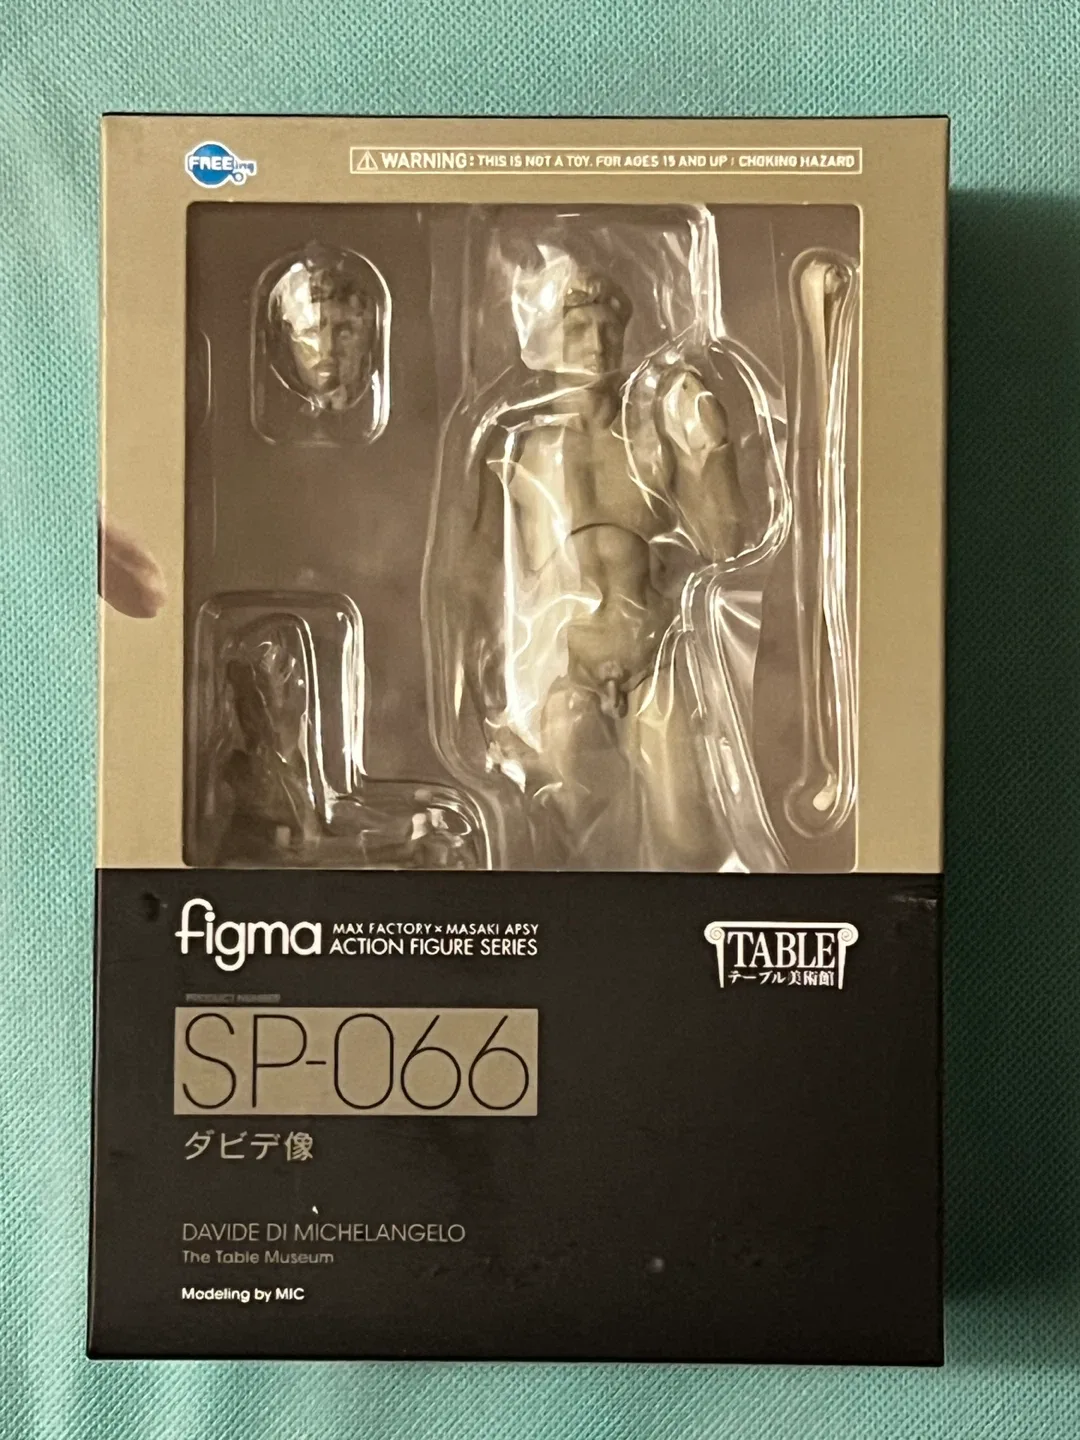 FREEing
WARNING: THIS IS NOT A TOY. FOR AGES 15 AND UP / CHOKING HAZARD
figma
MAX FACTORY × MASAKI APSY
ACTION FIGURE SERIES
TABLE
テーブル美術館
PRODUCT NUMBER
SP-066
ダビデ像
DAVIDE DI MICHELANGELO
The Table Museum
Modeling by MIC